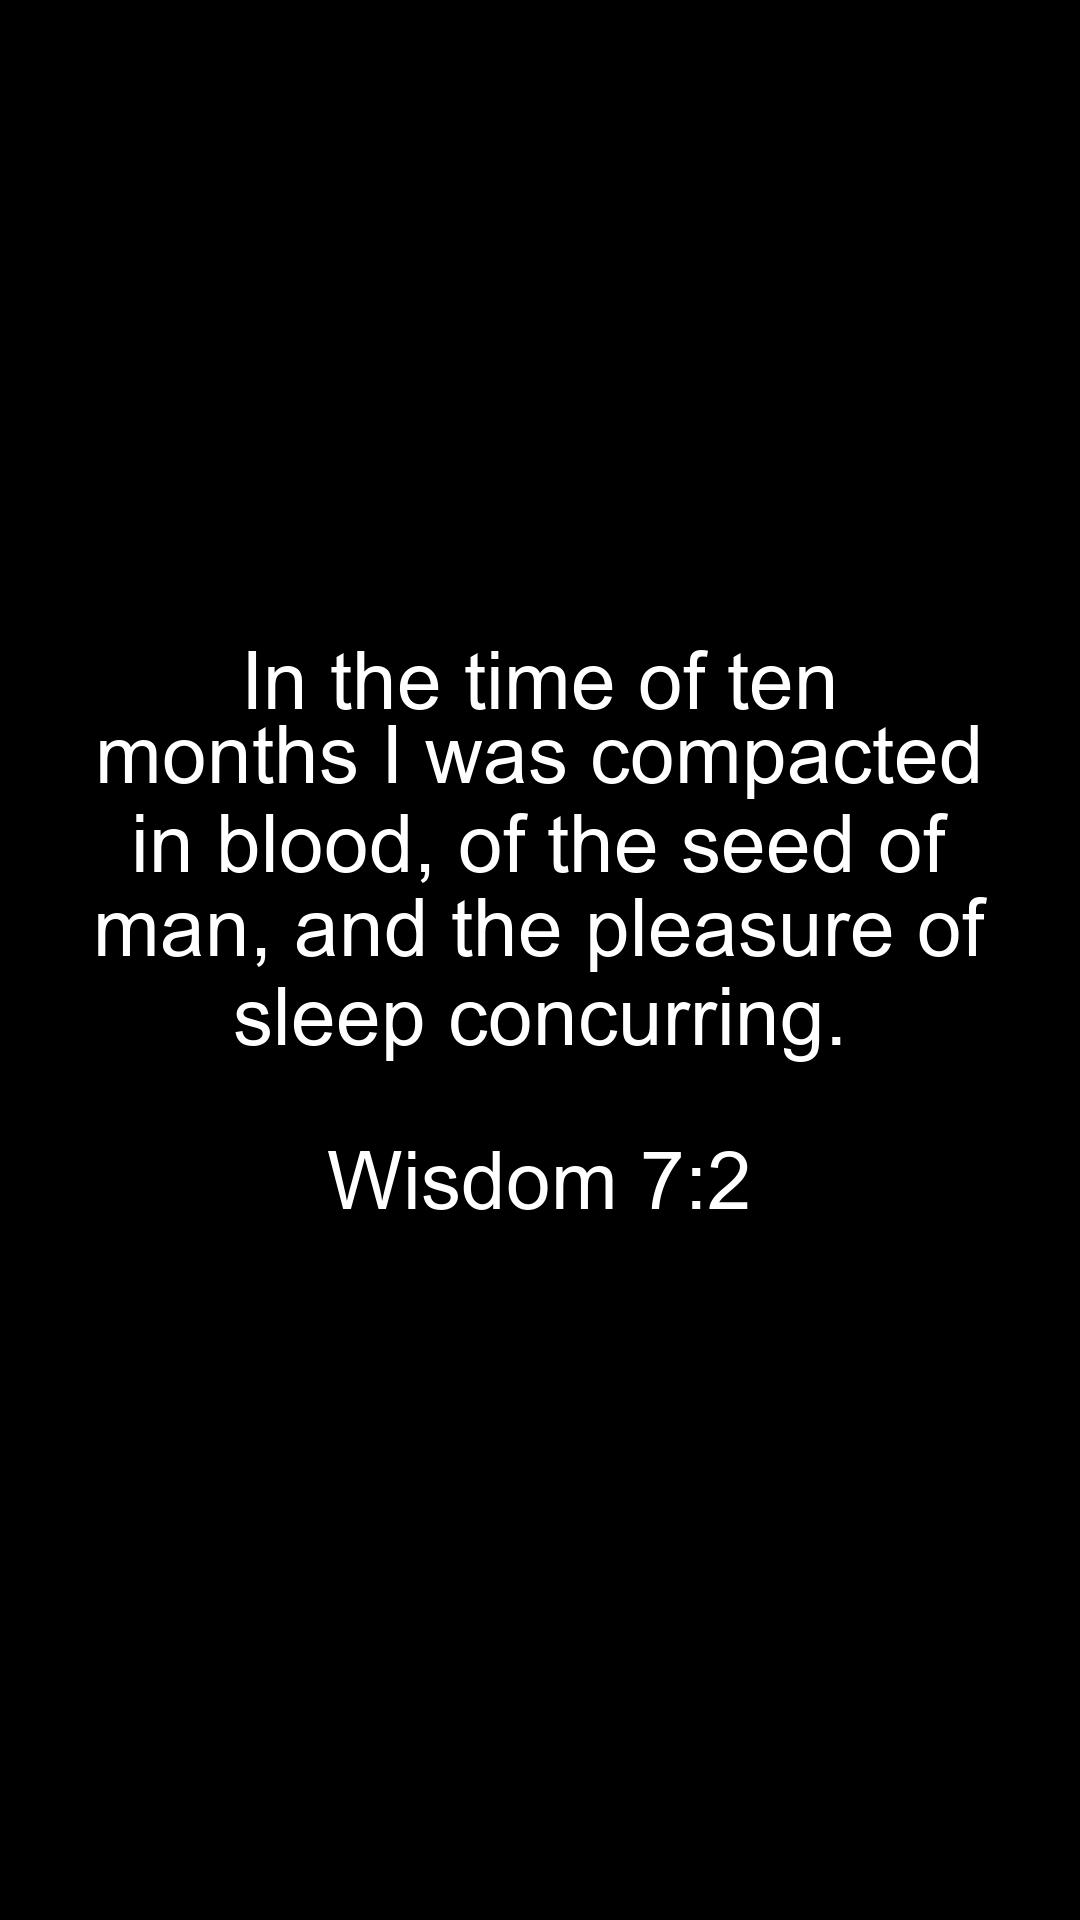 In the time of ten
months I was compacted
in blood, of the seed of
man, and the pleasure of
sleep concurring.
Wisdom 7:2